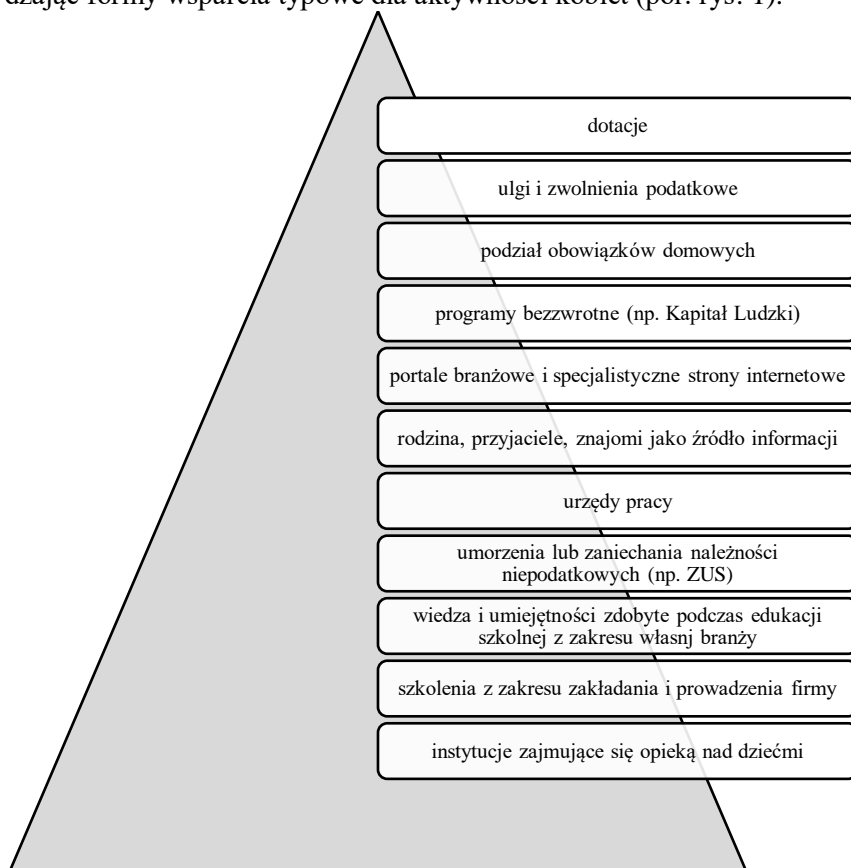 dzając formy wsparcia typowe dla aktywności kobiet (por. rys. 1).
dotacje
ulgi i zwolnienia podatkowe
podział obowiązków domowych
programy bezzwrotne (np. Kapitał Ludzki)
portale branżowe i specjalistyczne strony internetowe
rodzina, przyjaciele, znajomi jako źródło informacji
urzędy pracy
umorzenia lub zaniechania należności
niepodatkowych (np. ZUS)
wiedza i umiejętności zdobyte podczas edukacji
szkolnej z zakresu własnj branży
szkolenia z zakresu zakładania i prowadzenia firmy
instytucje zajmujące się opieką nad dziećmi